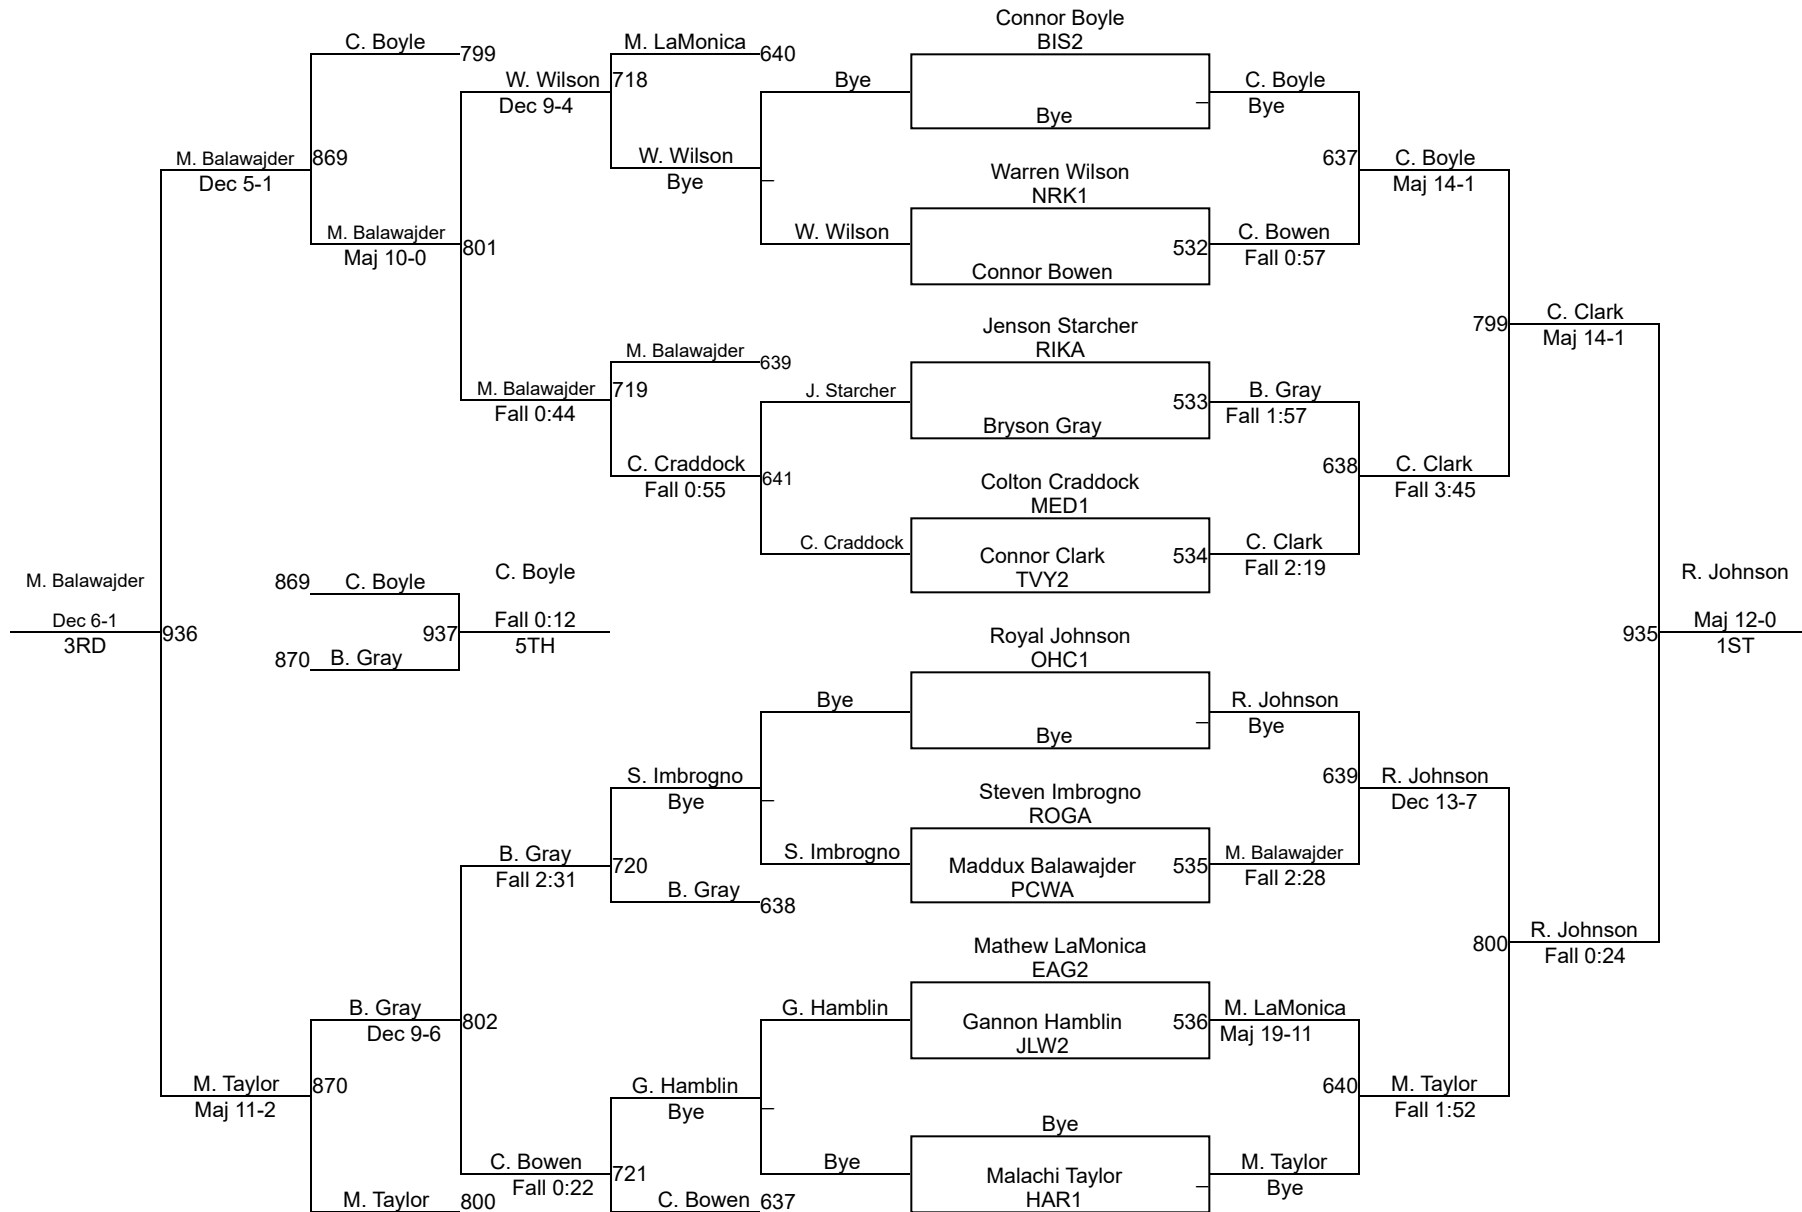 Connor Boyle
C. Boyle
799
M. LaMonica
640
BIS2
W. Wilson
718
Bye
C. Boyle
Dec 9-4
Bye
Bye
M. Balawajder
869
W. Wilson
637
C. Boyle
Dec 5-1
Bye
Warren Wilson
Maj 14-1
NRK1
M. Balawajder
801
W. Wilson
532
C. Bowen
Maj 10-0
Fall 0:57
Connor Bowen
Jenson Starcher
799
C. Clark
M. Balawajder
639
RIKA
Maj 14-1
M. Balawajder
719
J. Starcher
533
B. Gray
Fall 0:44
Bryson Gray
Fall 1:57
C. Craddock
641
638
C. Clark
Fall 0:55
Colton Craddock
Fall 3:45
MED1
C. Craddock
Connor Clark
534
C. Clark
TVY2
Fall 2:19
M. Balawajder
869
C. Boyle
C. Boyle
R. Johnson
Dec 6-1
936
937
Fall 0:12
935
Maj 12-0
3RD
870
B. Gray
5TH
Royal Johnson
1ST
OHC1
Bye
R. Johnson
Bye
Bye
S. Imbrogno
639
R. Johnson
Bye
Steven Imbrogno
Dec 13-7
ROGA
B. Gray
720
S. Imbrogno
Maddux Balawajder
535
M. Balawajder
Fall 2:31
B. Gray
638
PCWA
Fall 2:28
Mathew LaMonica
800
R. Johnson
EAG2
Fall 0:24
B. Gray
802
G. Hamblin
Gannon Hamblin
536
M. LaMonica
Dec 9-6
JLW2
Maj 19-11
M. Taylor
870
G. Hamblin
640
M. Taylor
Maj 11-2
Bye
Bye
Fall 1:52
C. Bowen
721
Bye
Malachi Taylor
M. Taylor
Fall 0:22
HAR1
Bye
M. Taylor
800
C. Bowen
637